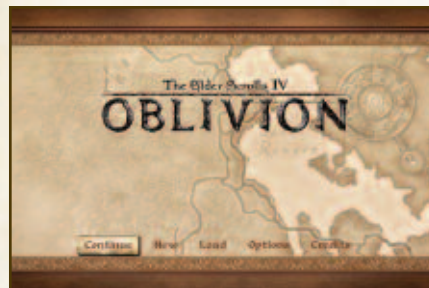 The Elder Scrolls IV
OBLIVION
Continue New Load Options Credits